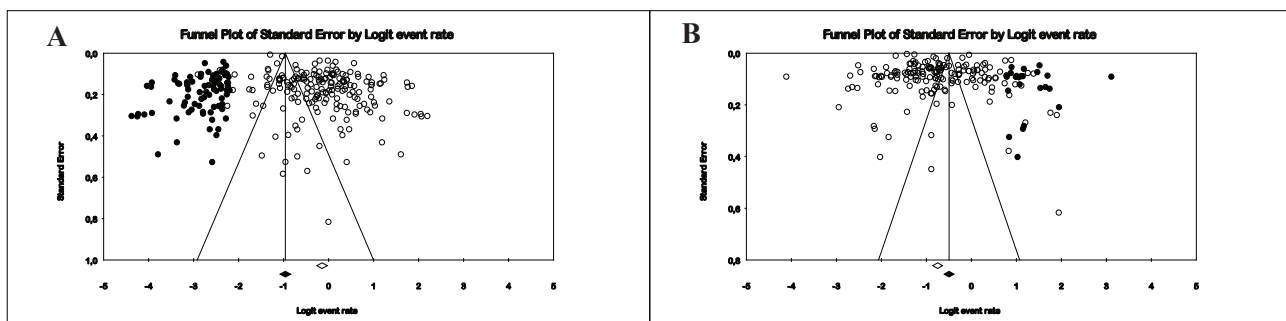 A
Funnel Plot of Standard Error by Logit event rate
0,0
0,2
0,4
0,6
0,8
1,0
Standard Error
-5 -4 -3 -2 -1 0 1 2 3 4 5
Logit event rate
B
Funnel Plot of Standard Error by Logit event rate
0,0
0,2
0,4
0,6
0,8
Standard Error
-5 -4 -3 -2 -1 0 1 2 3 4 5
Logit event rate